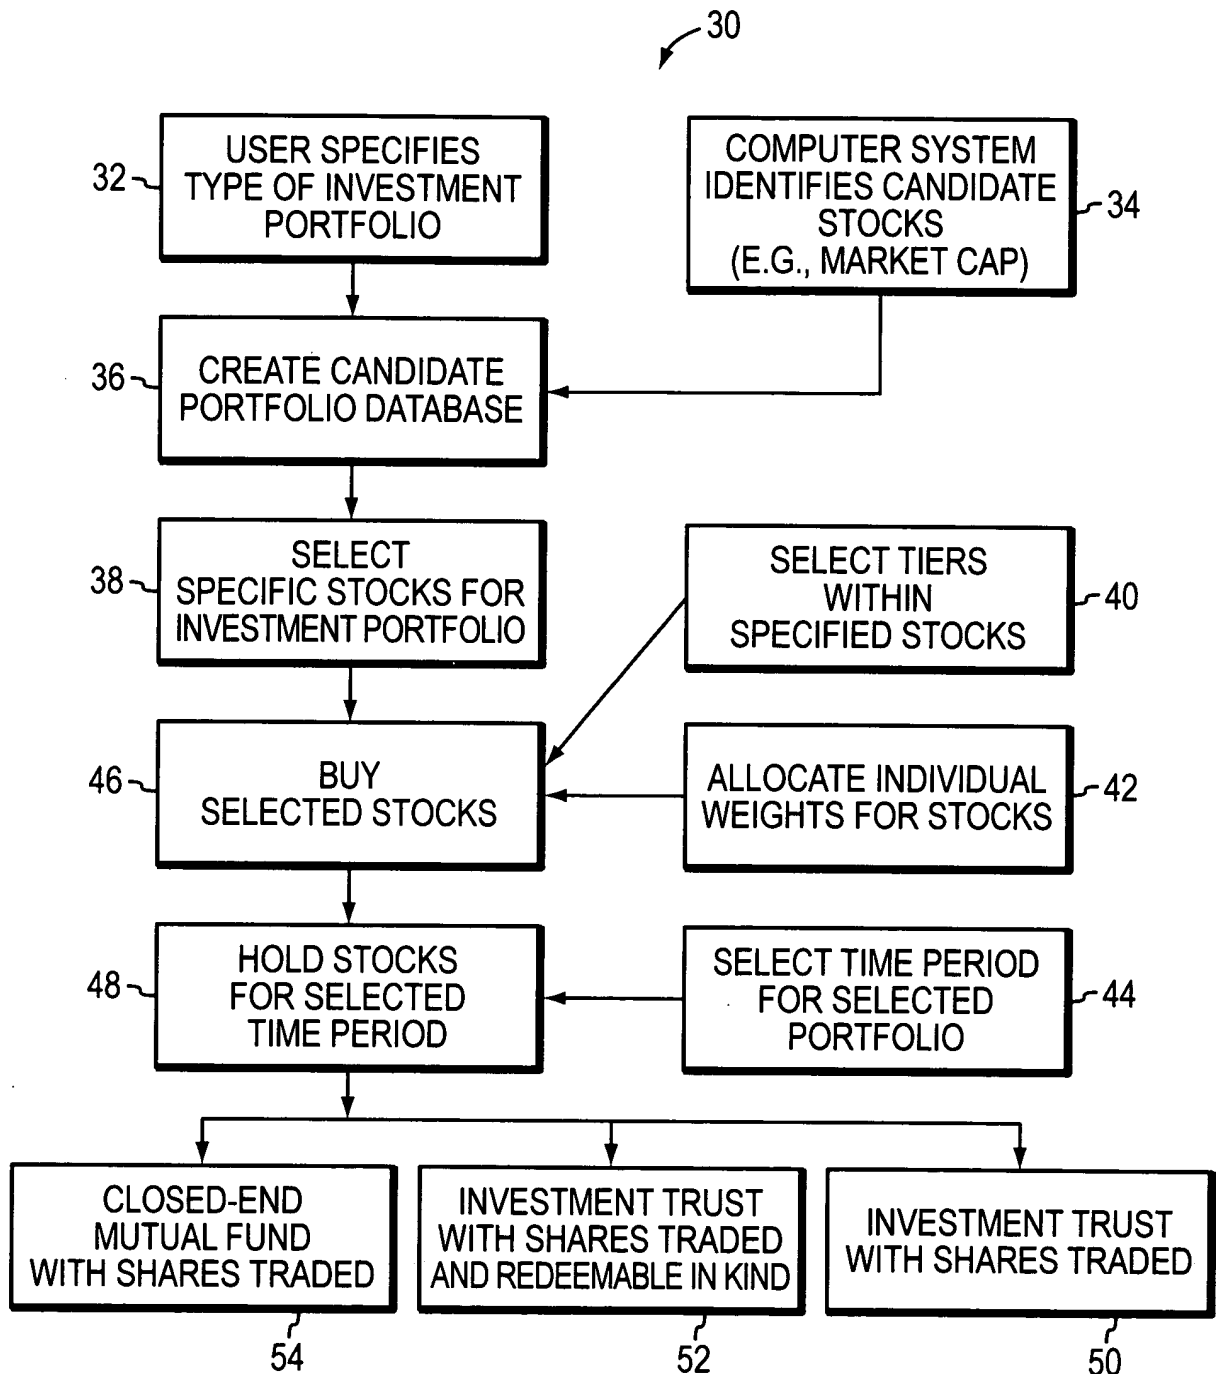 30
USER SPECIFIES
TYPE OF INVESTMENT
PORTFOLIO
32
COMPUTER SYSTEM
IDENTIFIES CANDIDATE
STOCKS
(E.G., MARKET CAP)
34
CREATE CANDIDATE
PORTFOLIO DATABASE
36
SELECT
SPECIFIC STOCKS FOR
INVESTMENT PORTFOLIO
38
SELECT TIERS
WITHIN
SPECIFIED STOCKS
40
BUY
SELECTED STOCKS
46
ALLOCATE INDIVIDUAL
WEIGHTS FOR STOCKS
42
HOLD STOCKS
FOR SELECTED
TIME PERIOD
48
SELECT TIME PERIOD
FOR SELECTED
PORTFOLIO
44
CLOSED-END
MUTUAL FUND
WITH SHARES TRADED
54
INVESTMENT TRUST
WITH SHARES TRADED
AND REDEEMABLE IN KIND
52
INVESTMENT TRUST
WITH SHARES TRADED
50